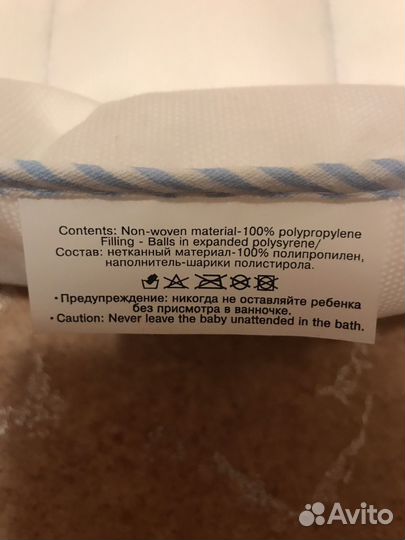 Contents: Non-woven material-100% polypropylene
Filling - Balls in expanded polysyrene/
Состав: нетканный материал-100% полипропилен,
наполнитель-шарики полистирола.
•Предупреждение: никогда не оставляйте ребенка
без присмотра в ванночке.
•Caution: Never leave the baby unattended in the bath.
Avito